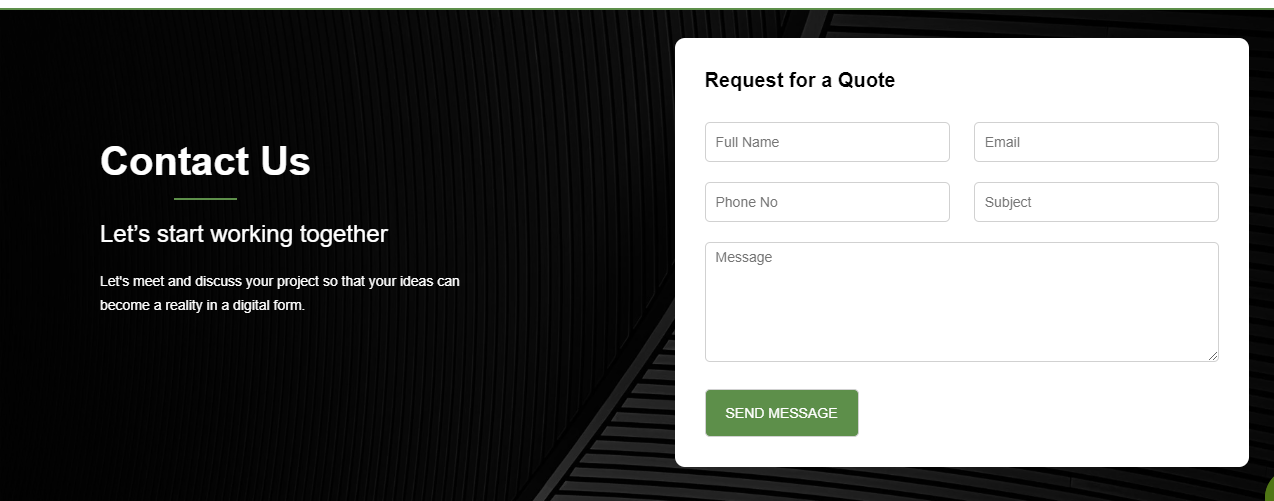 Contact Us
Let’s start working together
Let's meet and discuss your project so that your ideas can
become a reality in a digital form.
Request for a Quote
Full Name
Email
Phone No
Subject
Message
SEND MESSAGE